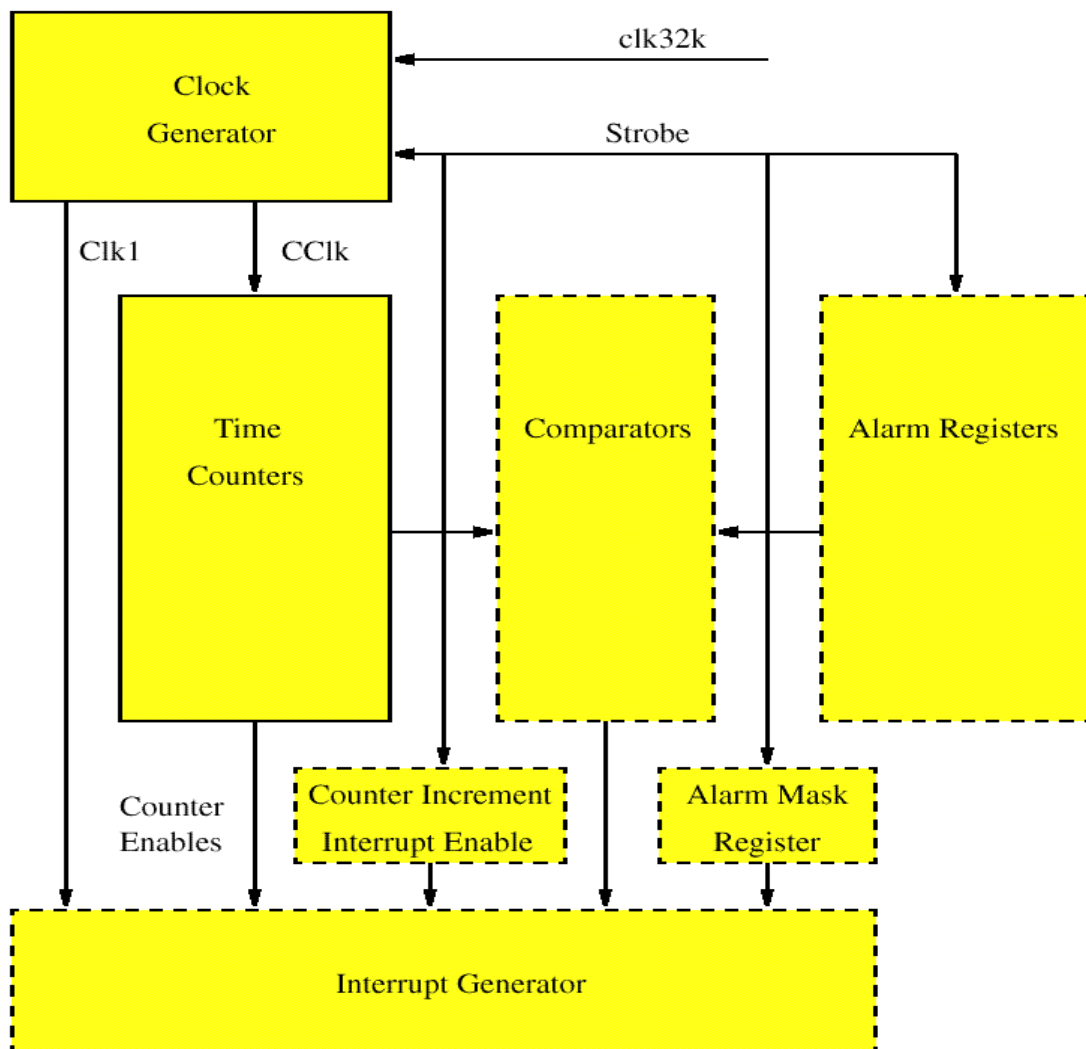 clk32k
Clock
Generator
Strobe
Clk1
CClk
Time
Counters
Comparators
Alarm Registers
Counter
Enables
Counter Increment
Interrupt Enable
Alarm Mask
Register
Interrupt Generator